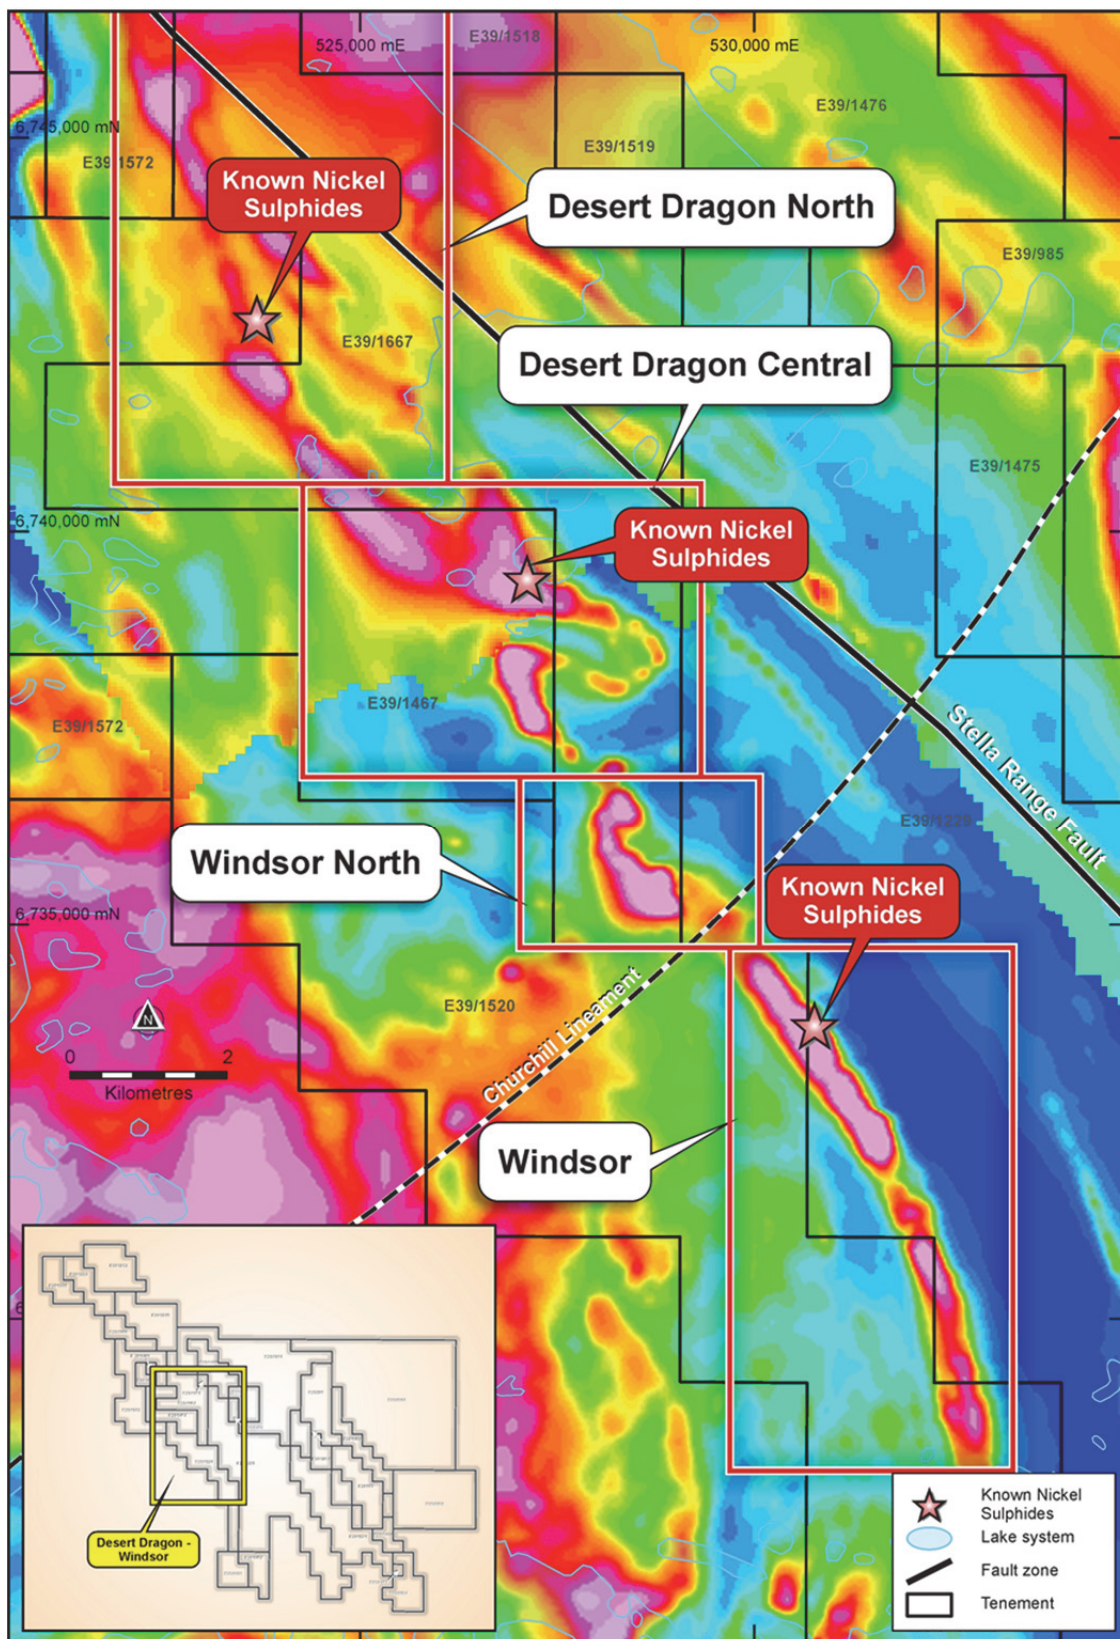 525,000 mE
E39/1518
530,000 mE
E39/1476
6,745,000 mN
E39/1572
E39/1519
Known Nickel
Sulphides
Desert Dragon North
E39/985
E39/1667
Desert Dragon Central
E39/1475
6,740,000 mN
Known Nickel
Sulphides
E39/1467
E39/1572
Stella Range Fault
E39/1229
Windsor North
Known Nickel
Sulphides
6,735,000 mN
E39/1520
Churchill Lineament
N
0
2
Kilometres
Windsor
Desert Dragon -
Windsor
Known Nickel
Sulphides
Lake system
Fault zone
Tenement